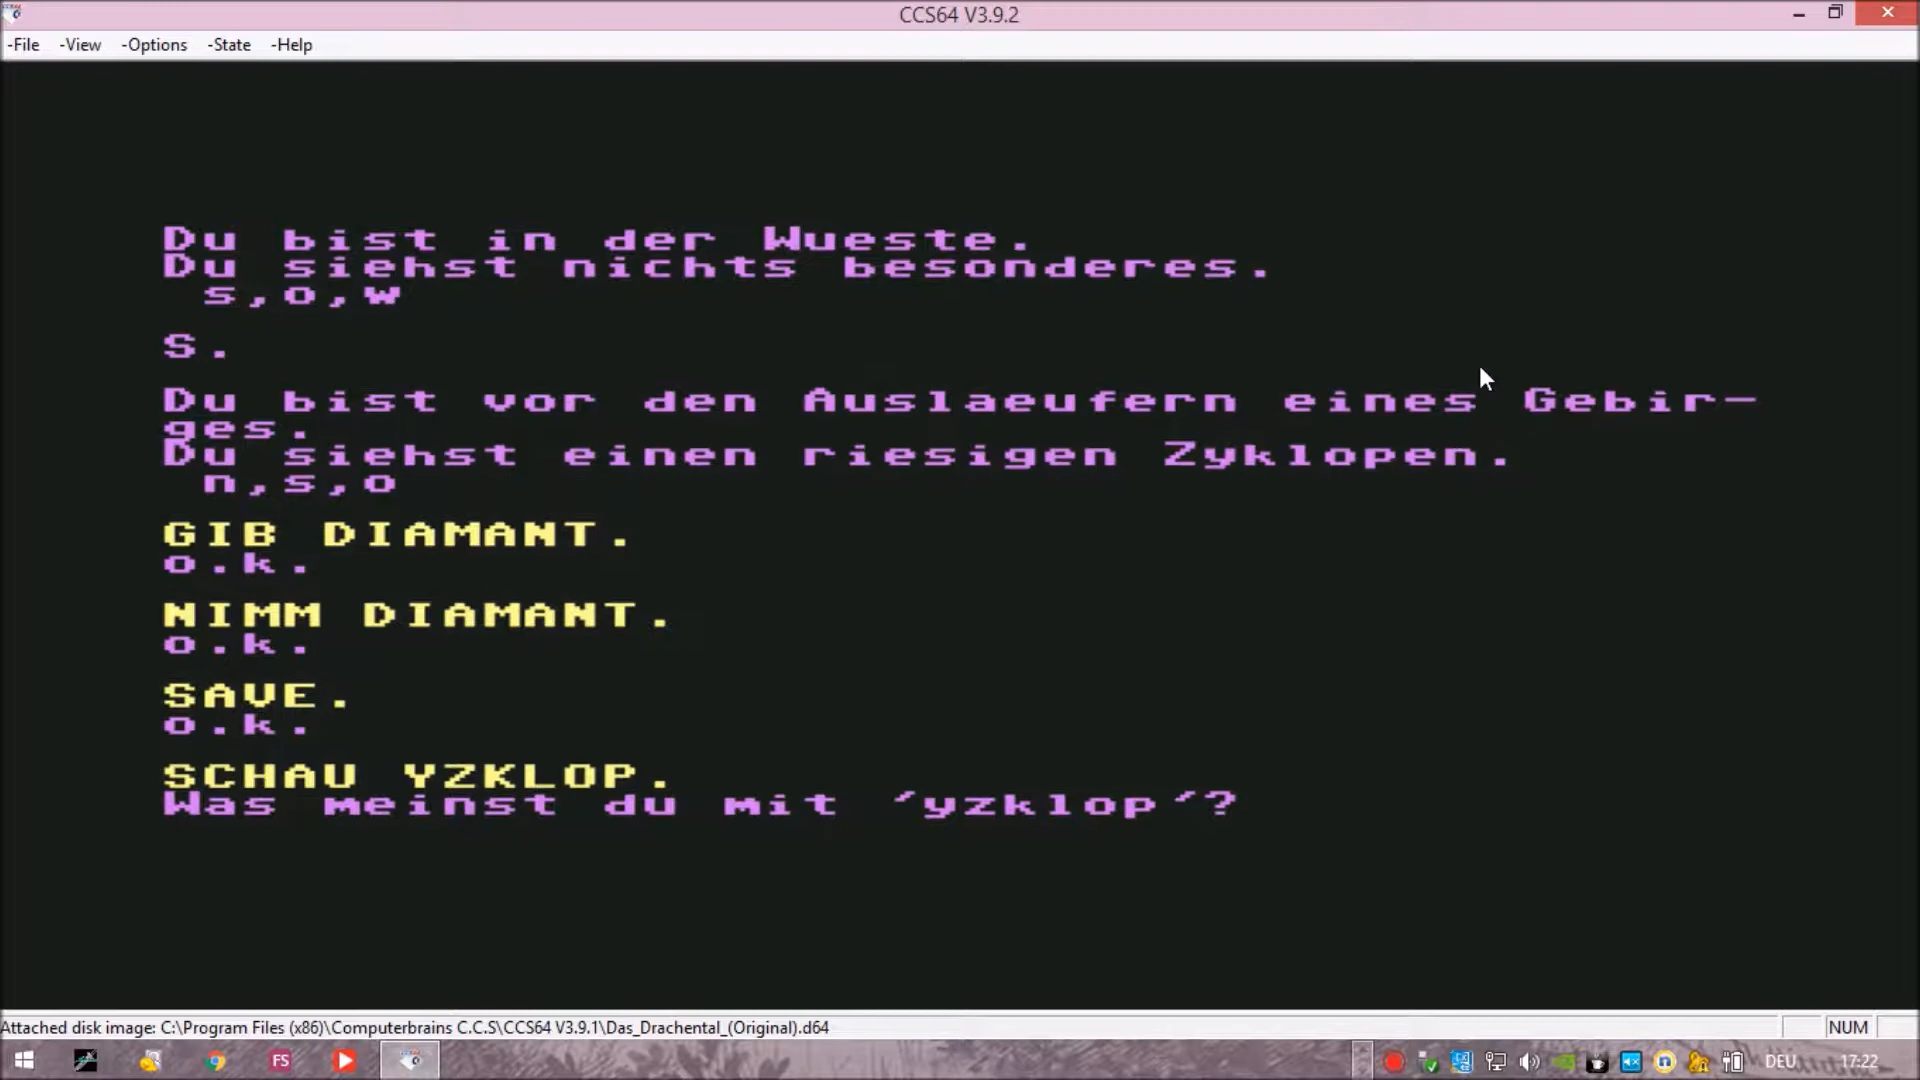 CCS64 V3.9.2
-File -View -Options -State -Help
Du bist in der Wueste.
Du siehst nichts besonderes.
s,o,w
S.
Du bist vor den Auslaeufern eines Gebir-
ges.
Du siehst einen riesigen Zyklopen.
n,s,o
GIB DIAMANT.
o.k.
NIMM DIAMANT.
o.k.
SAVE.
o.k.
SCHAU YZKLOP.
Was meinst du mit 'yzklop'?
Attached disk image: C:\Program Files (x86)\Computerbrains C.C.S\CCS64 V3.9.1\Das_Drachental_(Original).d64
NUM
FS
DEU 17:22